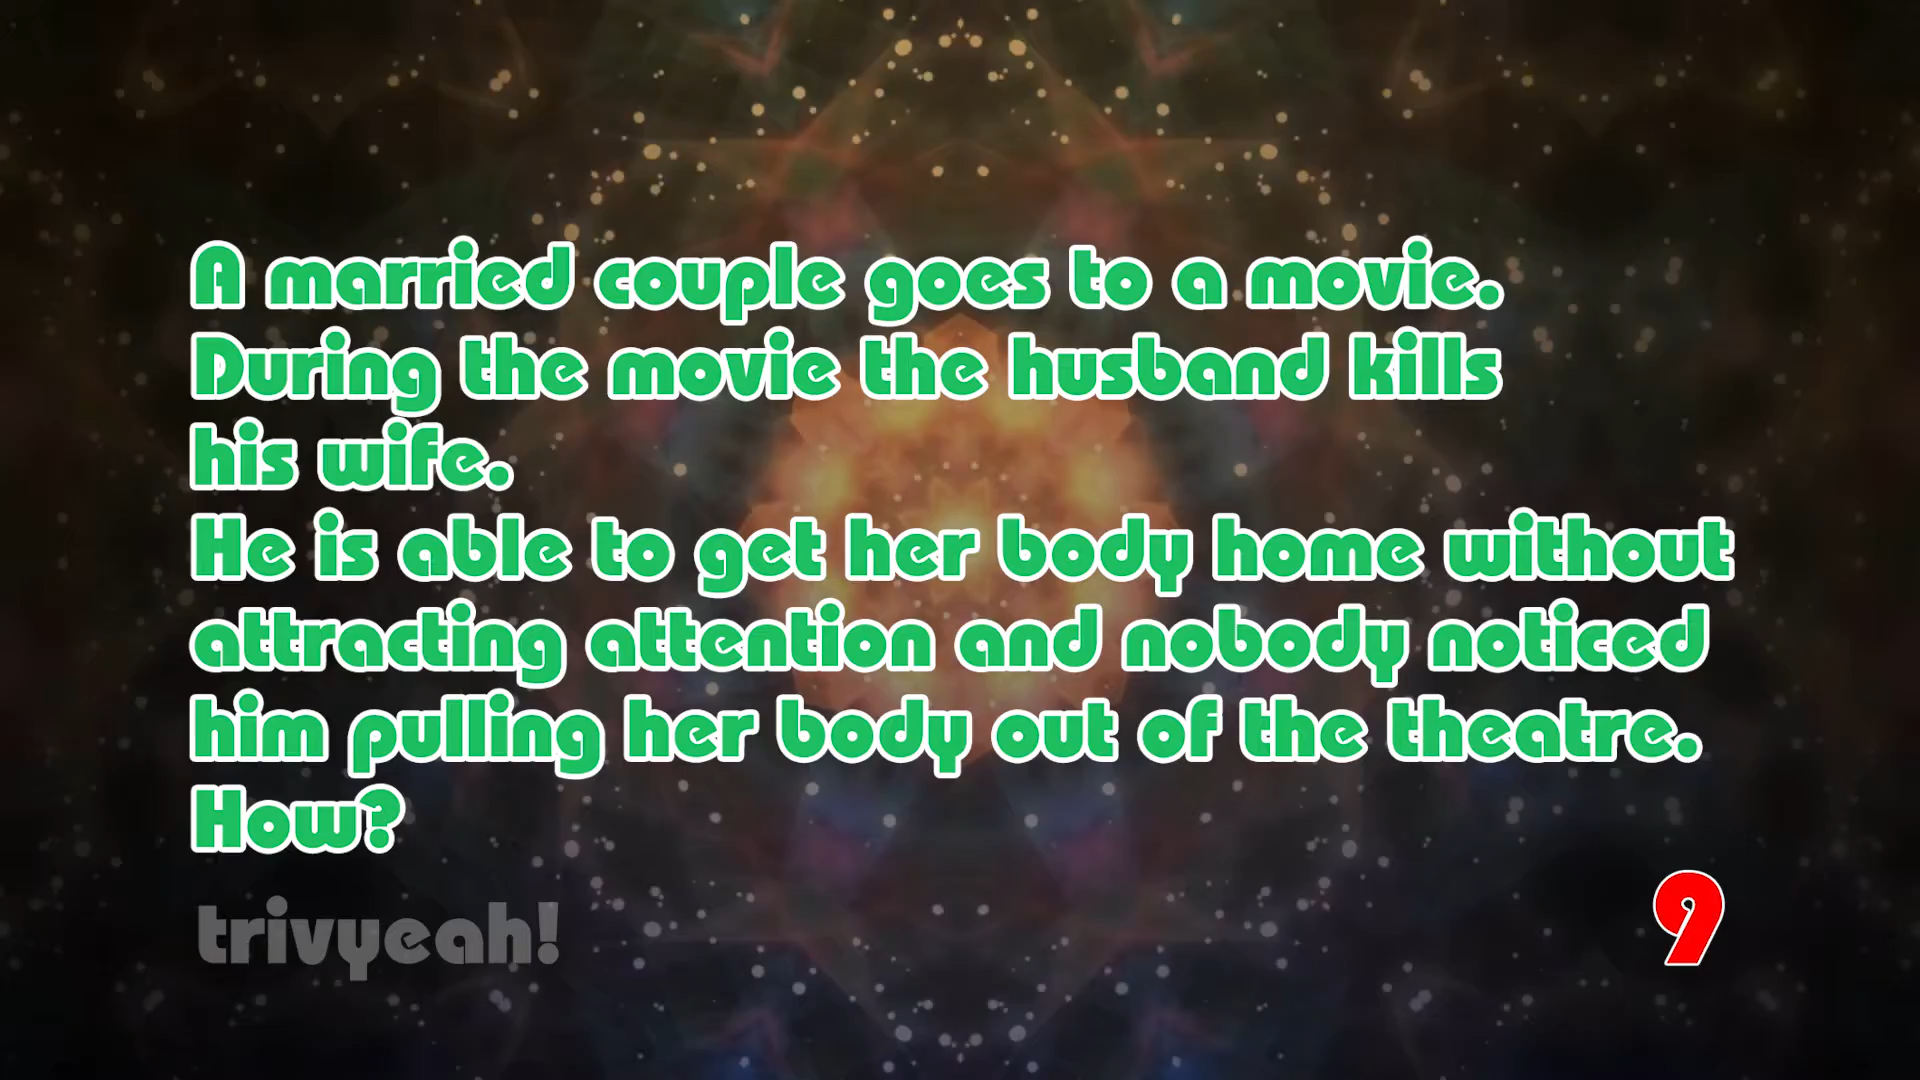 A married couple goes to a movie.
During the movie the husband kills
his wife.
He is able to get her body home without
attracting attention and nobody noticed
him pulling her body out of the theatre.
How?
trivyeah!
9